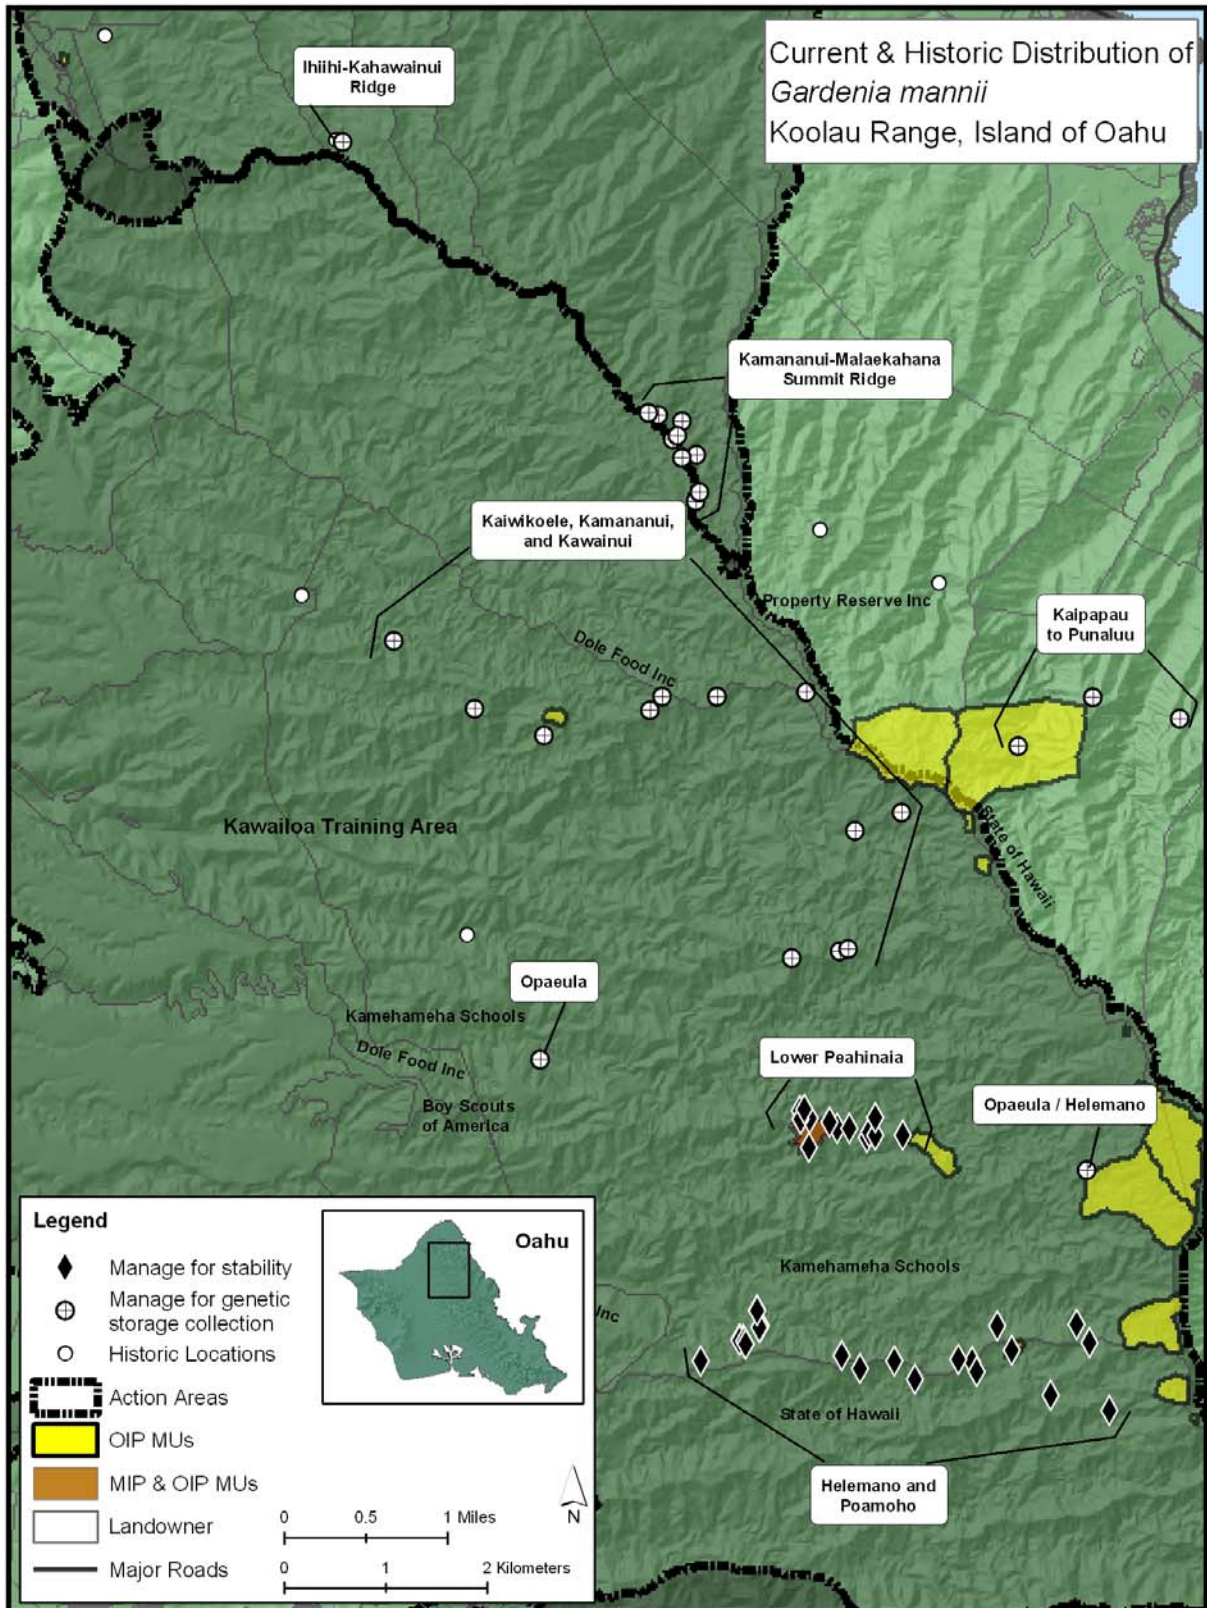 Current & Historic Distribution of
Gardenia mannii
Koolau Range, Island of Oahu
Ihiihi-Kahawainui
Ridge
Kamananui-Malaekahana
Summit Ridge
Kaiwikoele, Kamananui,
and Kawainui
Property Reserve Inc
Kaipapau
to Punaluu
Dole Food Inc
Kawailoa Training Area
State of Hawaii
Opaeula
Kamehameha Schools
Dole Food Inc
Boy Scouts
of America
Lower Peahinaia
Opaeula / Helemano
Kamehameha Schools
Inc
State of Hawaii
Helemano and
Poamoho
Legend
Manage for stability
Manage for genetic
storage collection
Historic Locations
Action Areas
OIP MUs
MIP & OIP MUs
Landowner
Major Roads
Oahu
0 0.5 1 Miles
0 1 2 Kilometers
N